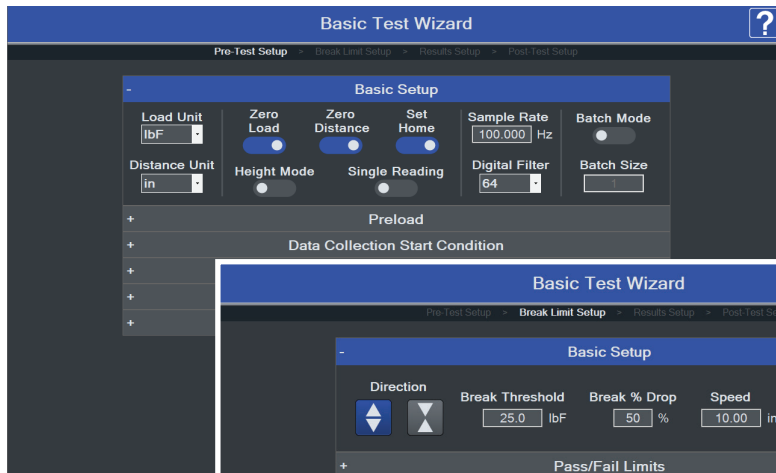 Basic Test Wizard
?
Pre-Test Setup > Break Limit Setup > Results Setup > Post-Test Setup
- Basic Setup
Load Unit Zero Load Zero Distance Set Home Sample Rate Batch Mode
lbF 100.000 Hz
Distance Unit Height Mode Single Reading Digital Filter Batch Size
in 64 1
+ Preload
+ Data Collection Start Condition
+
+
+
Basic Test Wizard
Pre-Test Setup > Break Limit Setup > Results Setup > Post-Test Se
- Basic Setup
Direction Break Threshold Break % Drop Speed
25.0 lbF 50 % 10.00 in
+ Pass/Fail Limits